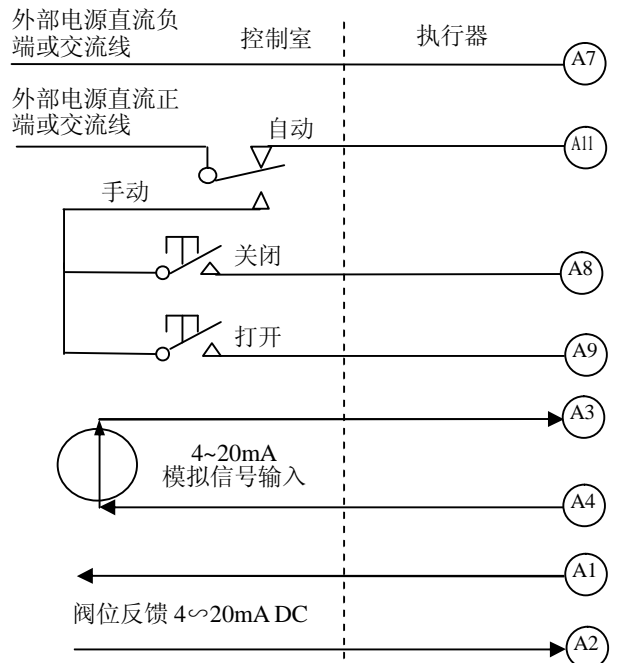 外部电源直流负
端或交流线
控制室
执行器
A7
外部电源直流正
端或交流线
自动
A11
手动
关闭
A8
打开
A9
A3
4~20mA
模拟信号输入
A4
A1
阀位反馈 4∽20mA DC
A2